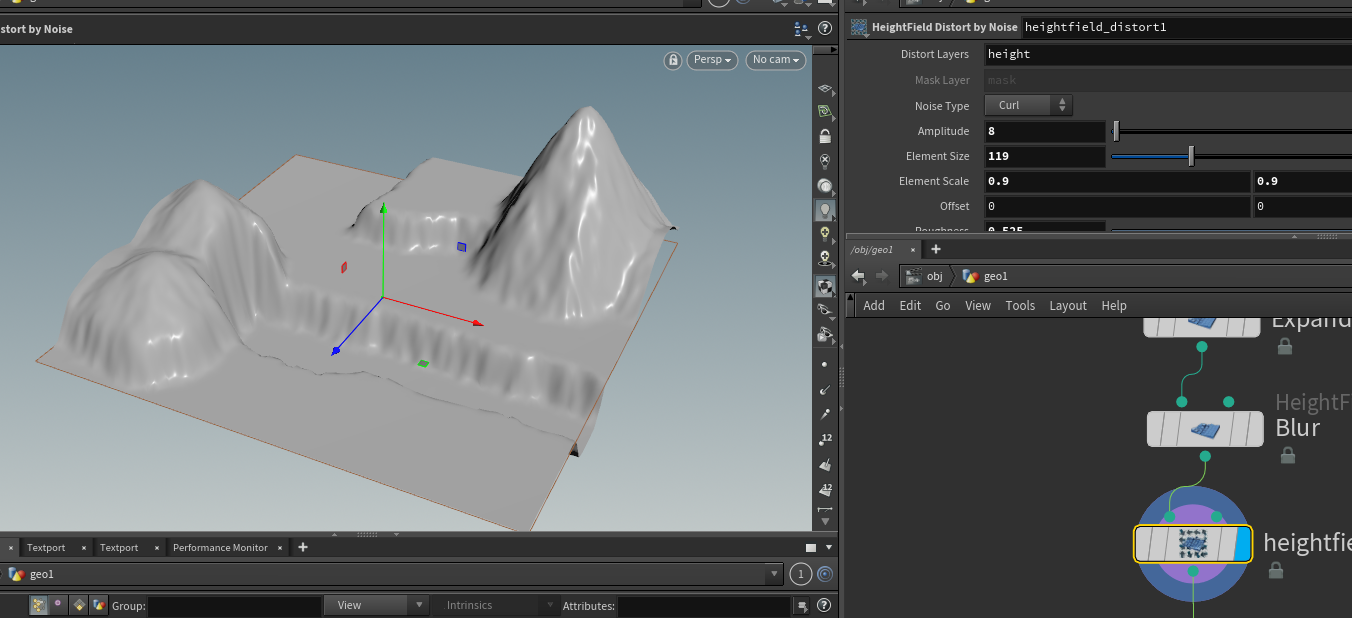 stort by Noise
Persp
No cam
Textport
Textport
Performance Monitor
geo1
1
Group:
View
Intrinsics
Attributes:
12
12
HeightField Distort by Noise heightfield_distort1
Distort Layers height
Mask Layer mask
Noise Type Curl
Amplitude 8
Element Size 119
Element Scale 0.9 0.9
Offset 0 0
Roughness 0.525
/obj/geo1
obj geo1
Add Edit Go View Tools Layout Help
Expand
HeightF
Blur
heightfie